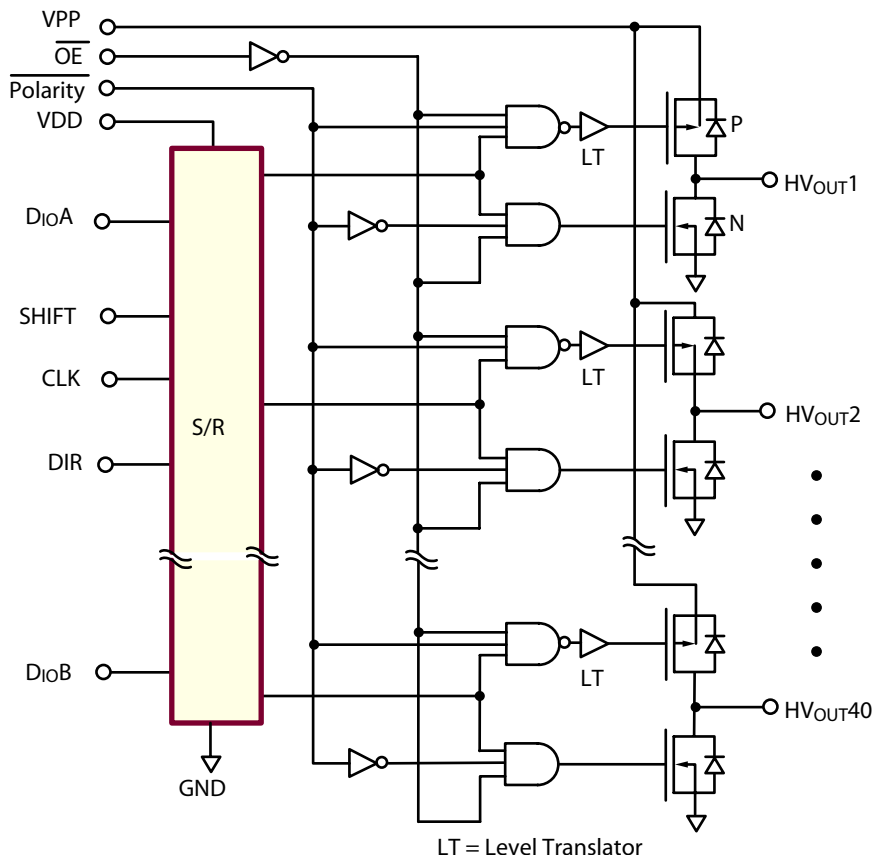 VPP
OE
Polarity
VDD
DIOA
SHIFT
CLK
DIR
DIOB
S/R
GND
LT
P
N
HVOUT1
LT
HVOUT2
LT
HVOUT40
LT = Level Translator